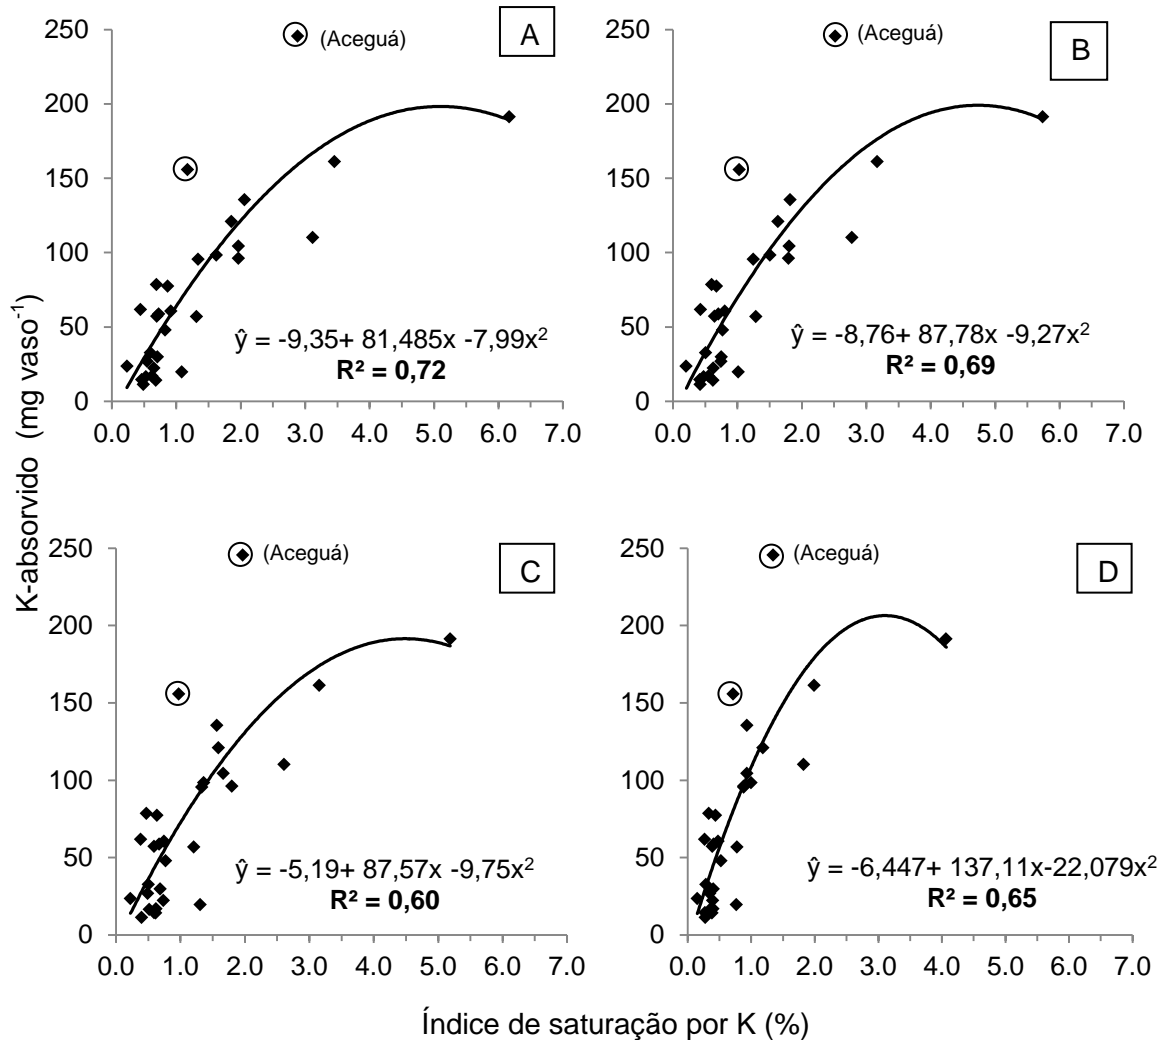 K-absorvido (mg vaso⁻¹)
250
200
150
100
50
0
(Aceguá)
A
ŷ = -9,35+ 81,485x -7,99x²
R² = 0,72
0.0 1.0 2.0 3.0 4.0 5.0 6.0 7.0
250
200
150
100
50
0
(Aceguá)
B
ŷ = -8,76+ 87,78x -9,27x²
R² = 0,69
0.0 1.0 2.0 3.0 4.0 5.0 6.0 7.0
250
200
150
100
50
0
(Aceguá)
C
ŷ = -5,19+ 87,57x -9,75x²
R² = 0,60
0.0 1.0 2.0 3.0 4.0 5.0 6.0 7.0
250
200
150
100
50
0
(Aceguá)
D
ŷ = -6,447+ 137,11x-22,079x²
R² = 0,65
0.0 1.0 2.0 3.0 4.0 5.0 6.0 7.0
Índice de saturação por K (%)